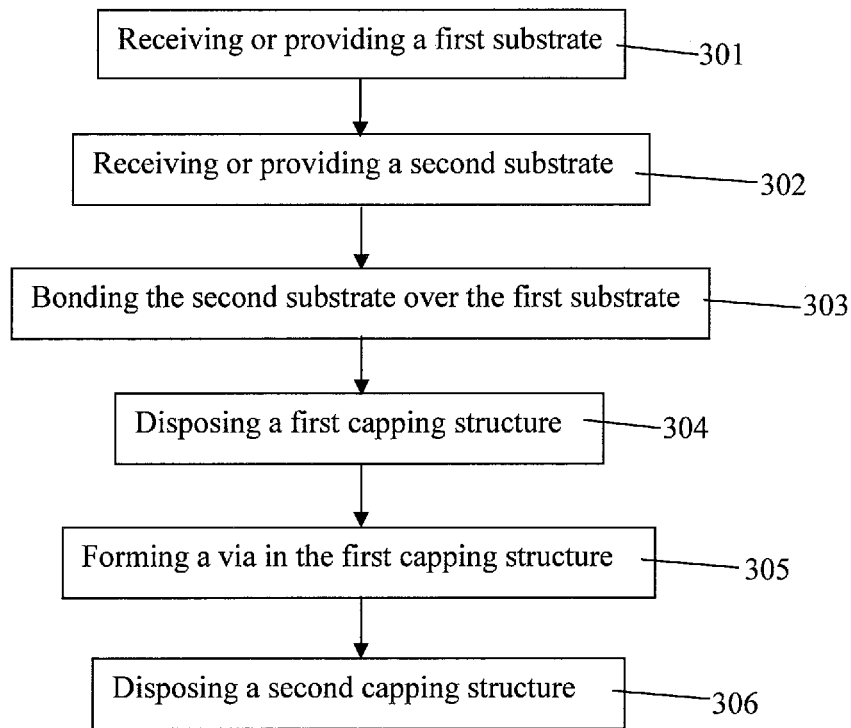 Receiving or providing a first substrate
301
Receiving or providing a second substrate
302
Bonding the second substrate over the first substrate
303
Disposing a first capping structure
304
Forming a via in the first capping structure
305
Disposing a second capping structure
306